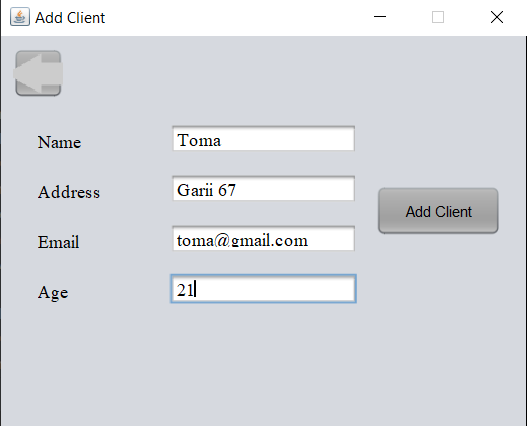 Add Client
Name Toma
Address Garii 67
Add Client
Email toma@gmail.com
Age 21